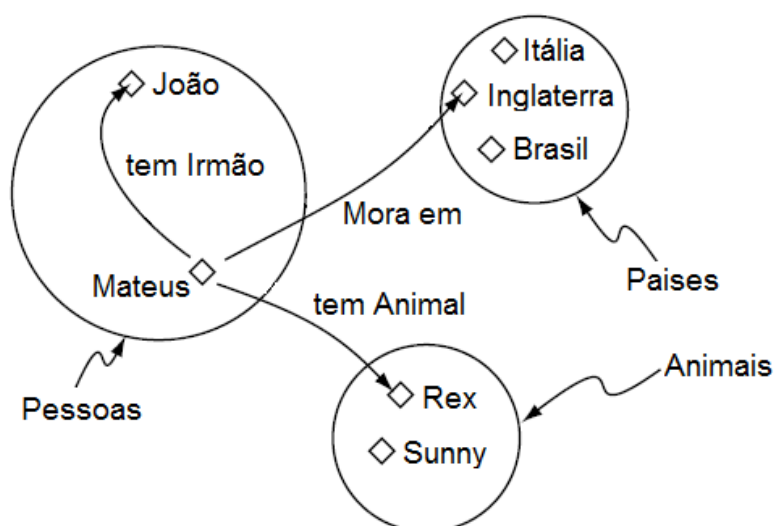 João
Itália
Inglaterra
Brasil
tem Irmão
Mora em
Mateus
tem Animal
Paises
Pessoas
Animais
Rex
Sunny